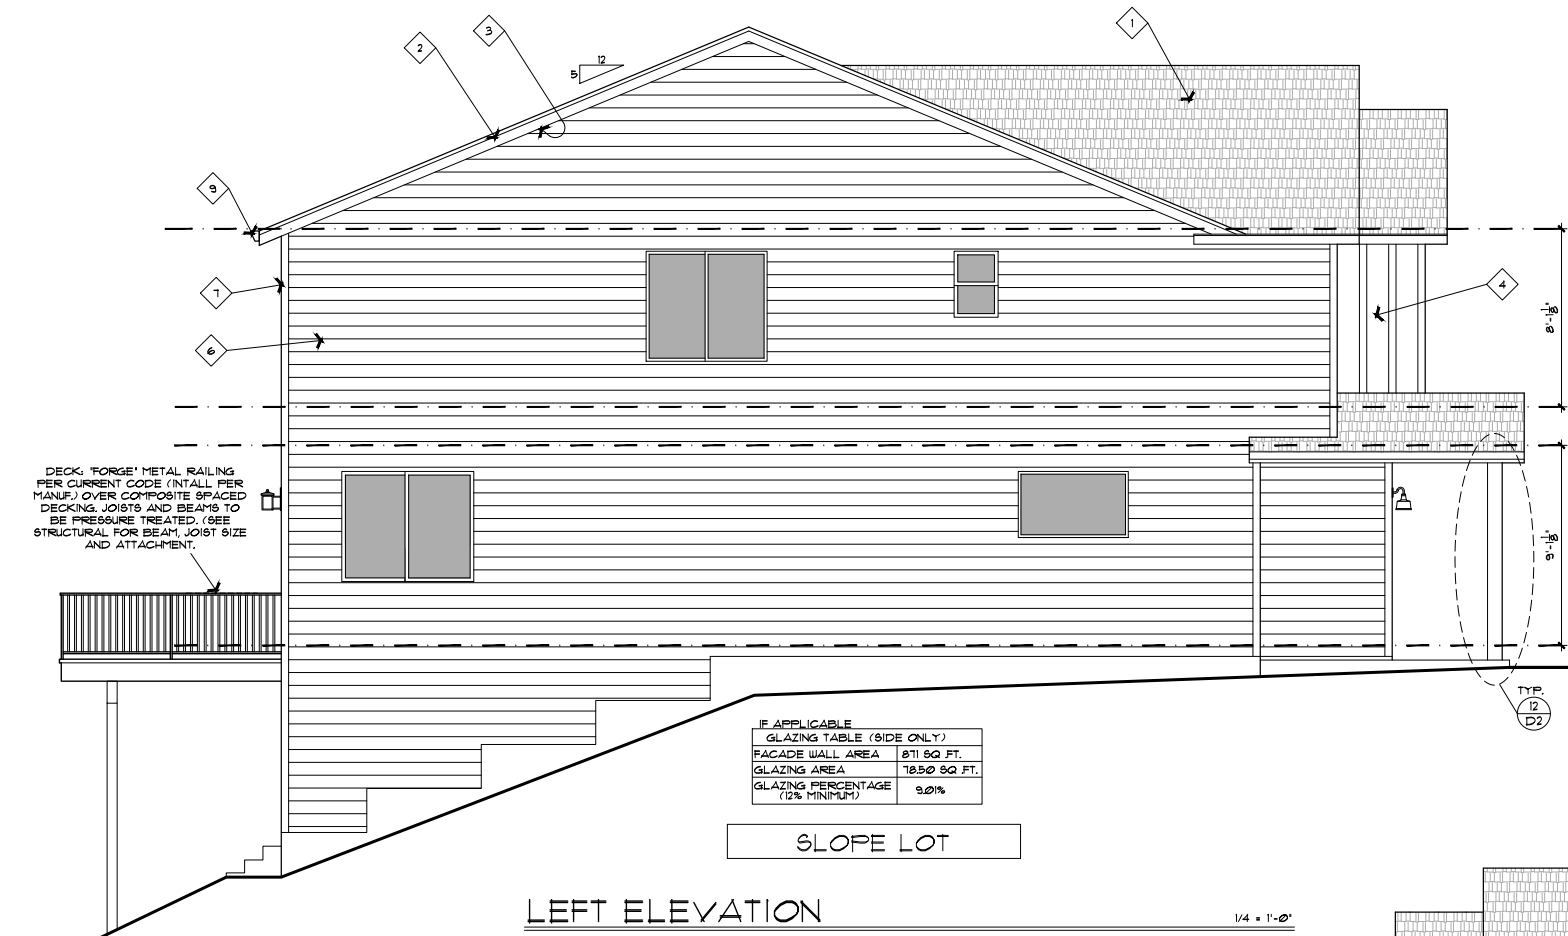 1
2
3
12
5
9
7
6
4
8'-1 1/8"
9'-1 1/8"
DECK: "FORGE" METAL RAILING
PER CURRENT CODE (INTALL PER
MANUF.) OVER COMPOSITE SPACED
DECKING. JOISTS AND BEAMS TO
BE PRESSURE TREATED. (SEE
STRUCTURAL FOR BEAM, JOIST SIZE
AND ATTACHMENT.
TYP.
12
D2
IF APPLICABLE
GLAZING TABLE (SIDE ONLY)
FACADE WALL AREA 871 SQ FT.
GLAZING AREA 78.50 SQ FT.
GLAZING PERCENTAGE
(12% MINIMUM) 9.01%
SLOPE LOT
LEFT ELEVATION
1/4 = 1'-0"